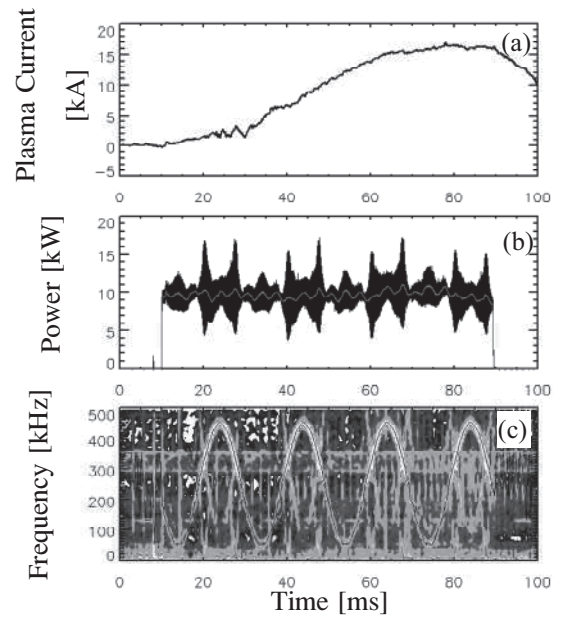 Plasma Current
[kA]
20
15
10
5
0
−5
(a)
0 20 40 60 80 100
Power [kW]
20
15
10
5
0
(b)
0 20 40 60 80 100
Frequency [kHz]
500
400
300
200
100
0
(c)
0 20 40 60 80 100
Time [ms]